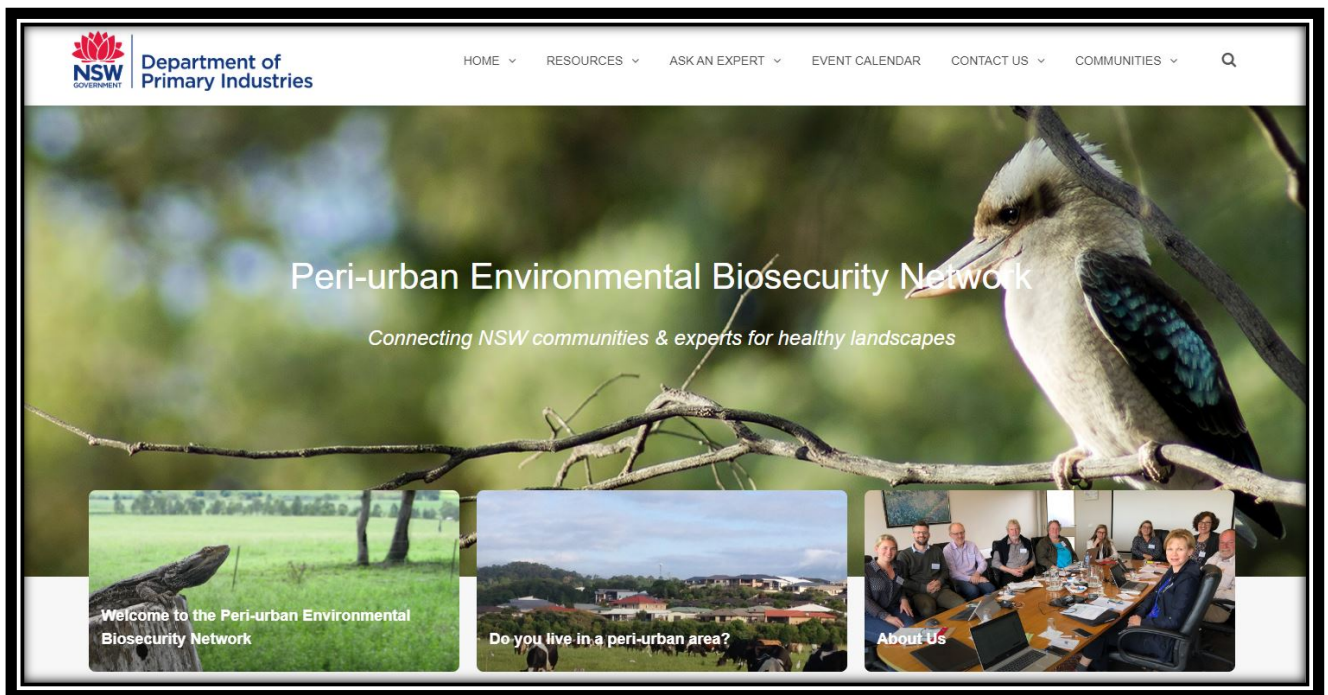 NSW
GOVERNMENT
Department of
Primary Industries
HOME
RESOURCES
ASK AN EXPERT
EVENT CALENDAR
CONTACT US
COMMUNITIES
Peri-urban Environmental Biosecurity Network
Connecting NSW communities & experts for healthy landscapes
Welcome to the Peri-urban Environmental
Biosecurity Network
Do you live in a peri-urban area?
About Us